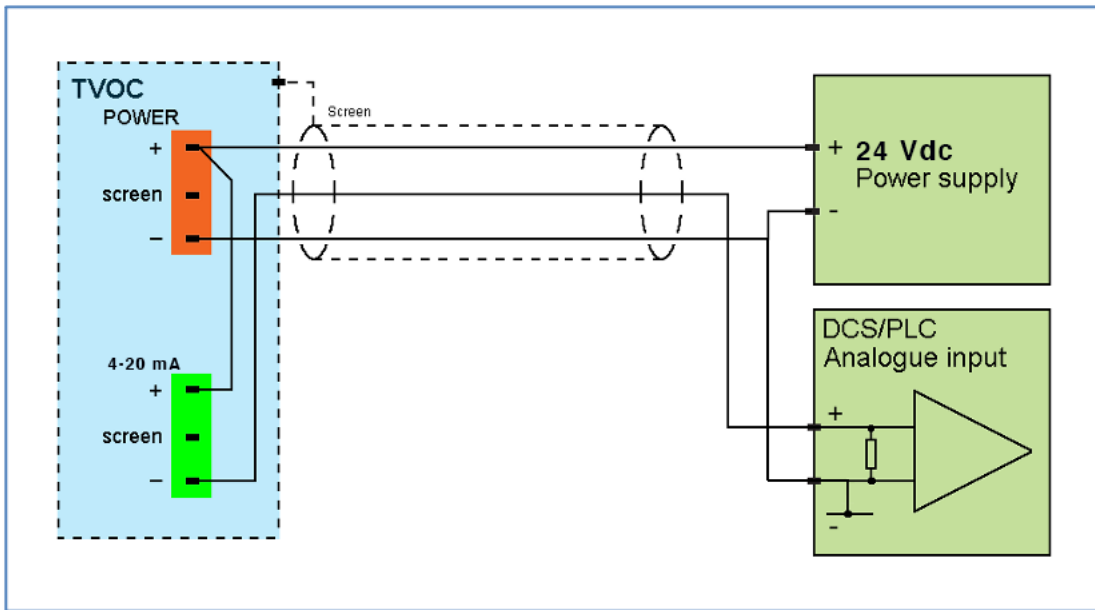 TVOC
POWER
+
screen
−
4-20 mA
+
screen
−
Screen
+ 24 Vdc
Power supply
-
DCS/PLC
Analogue input
+
-